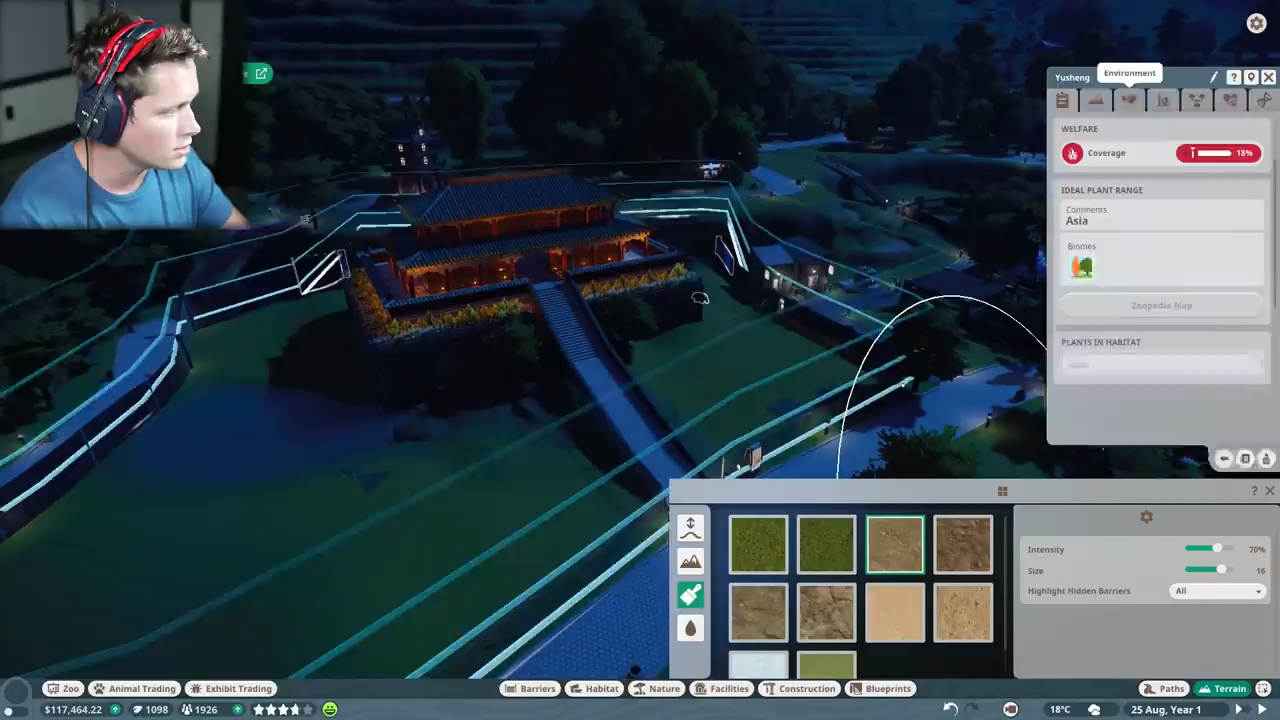 e
Yusheng
Environment
WELFARE
Coverage
18%
IDEAL PLANT RANGE
Continents
Asia
Biomes
Zoopedia Map
PLANTS IN HABITAT
?
?
Intensity
70%
Size
16
Highlight Hidden Barriers
All
Zoo
Animal Trading
Exhibit Trading
Barriers
Habitat
Nature
Facilities
Construction
Blueprints
Paths
Terrain
$117,464.22
1098
1926
18°C
25 Aug, Year 1